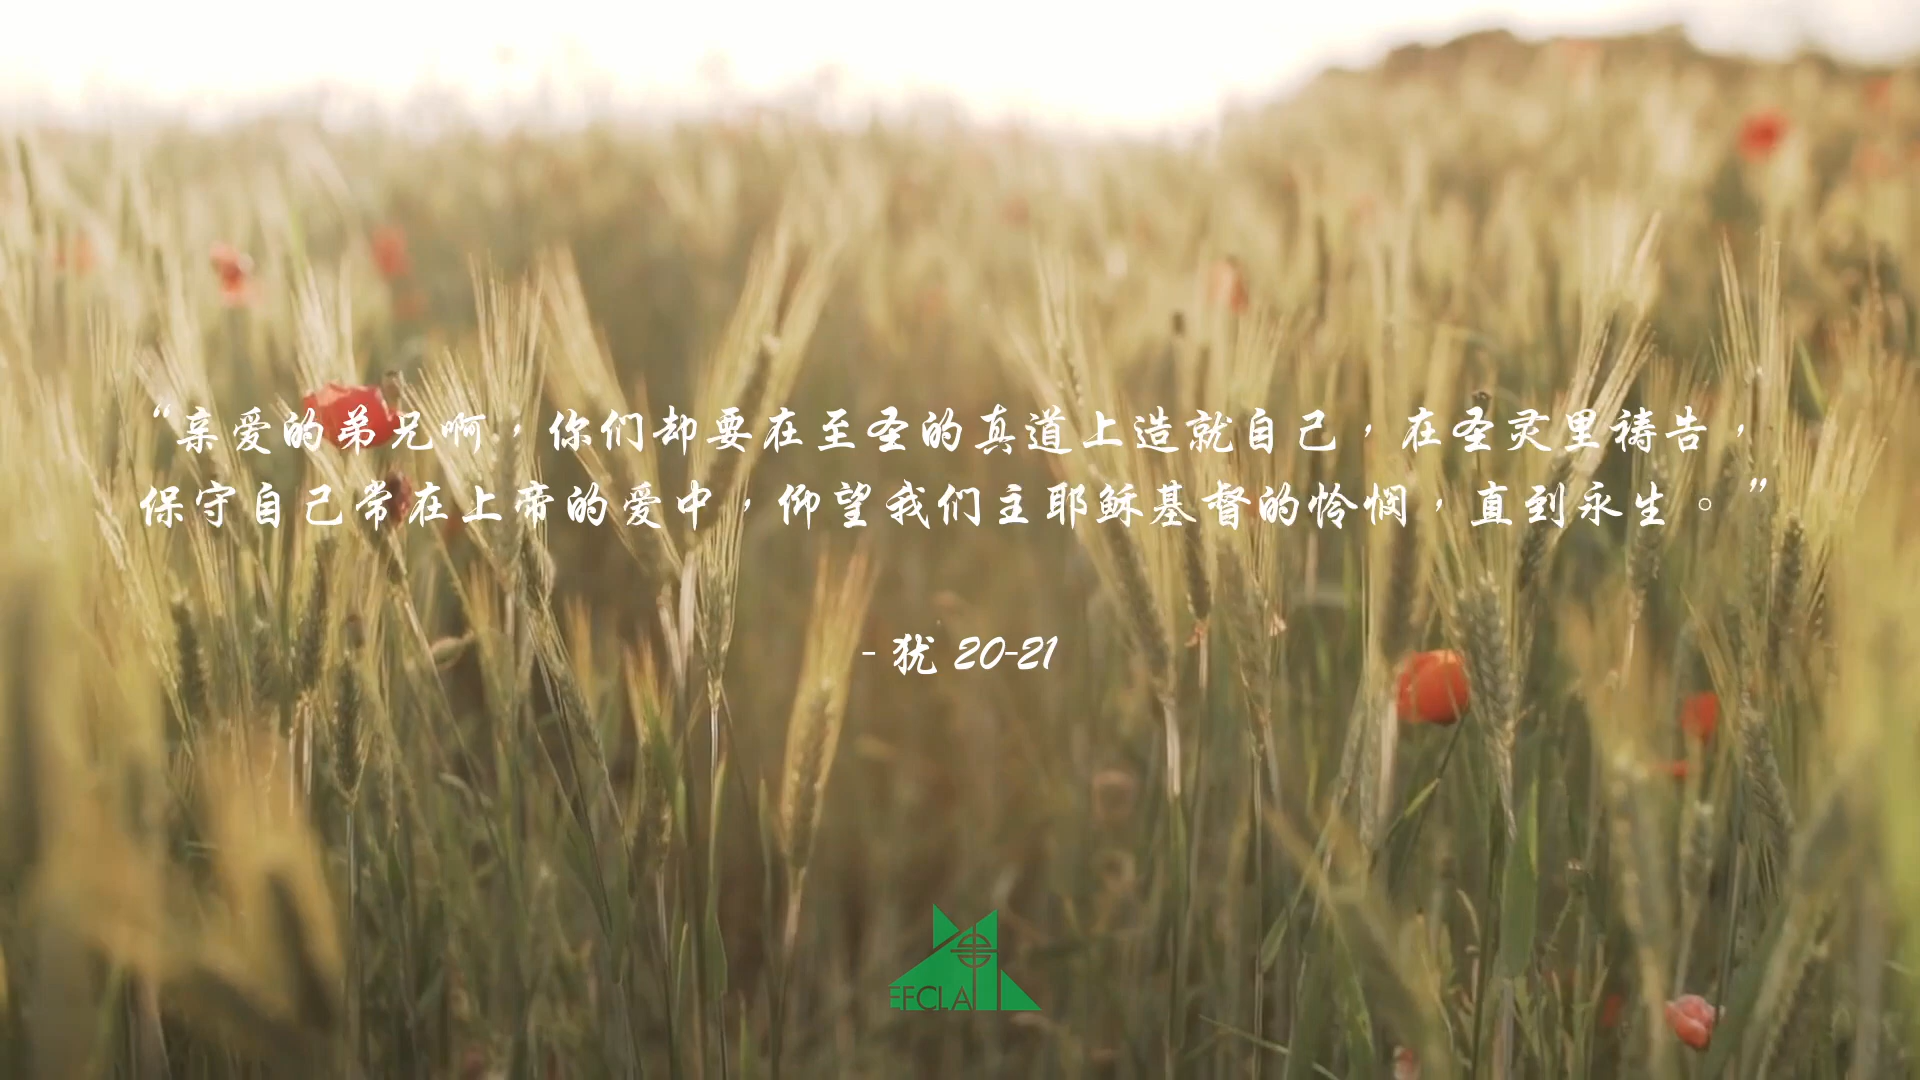 “亲爱的弟兄啊，你们却要在至圣的真道上造就自己，在圣灵里祷告，
保守自己常在上帝的爱中，仰望我们主耶稣基督的怜悯，直到永生。”
- 犹 20-21
EFCLA